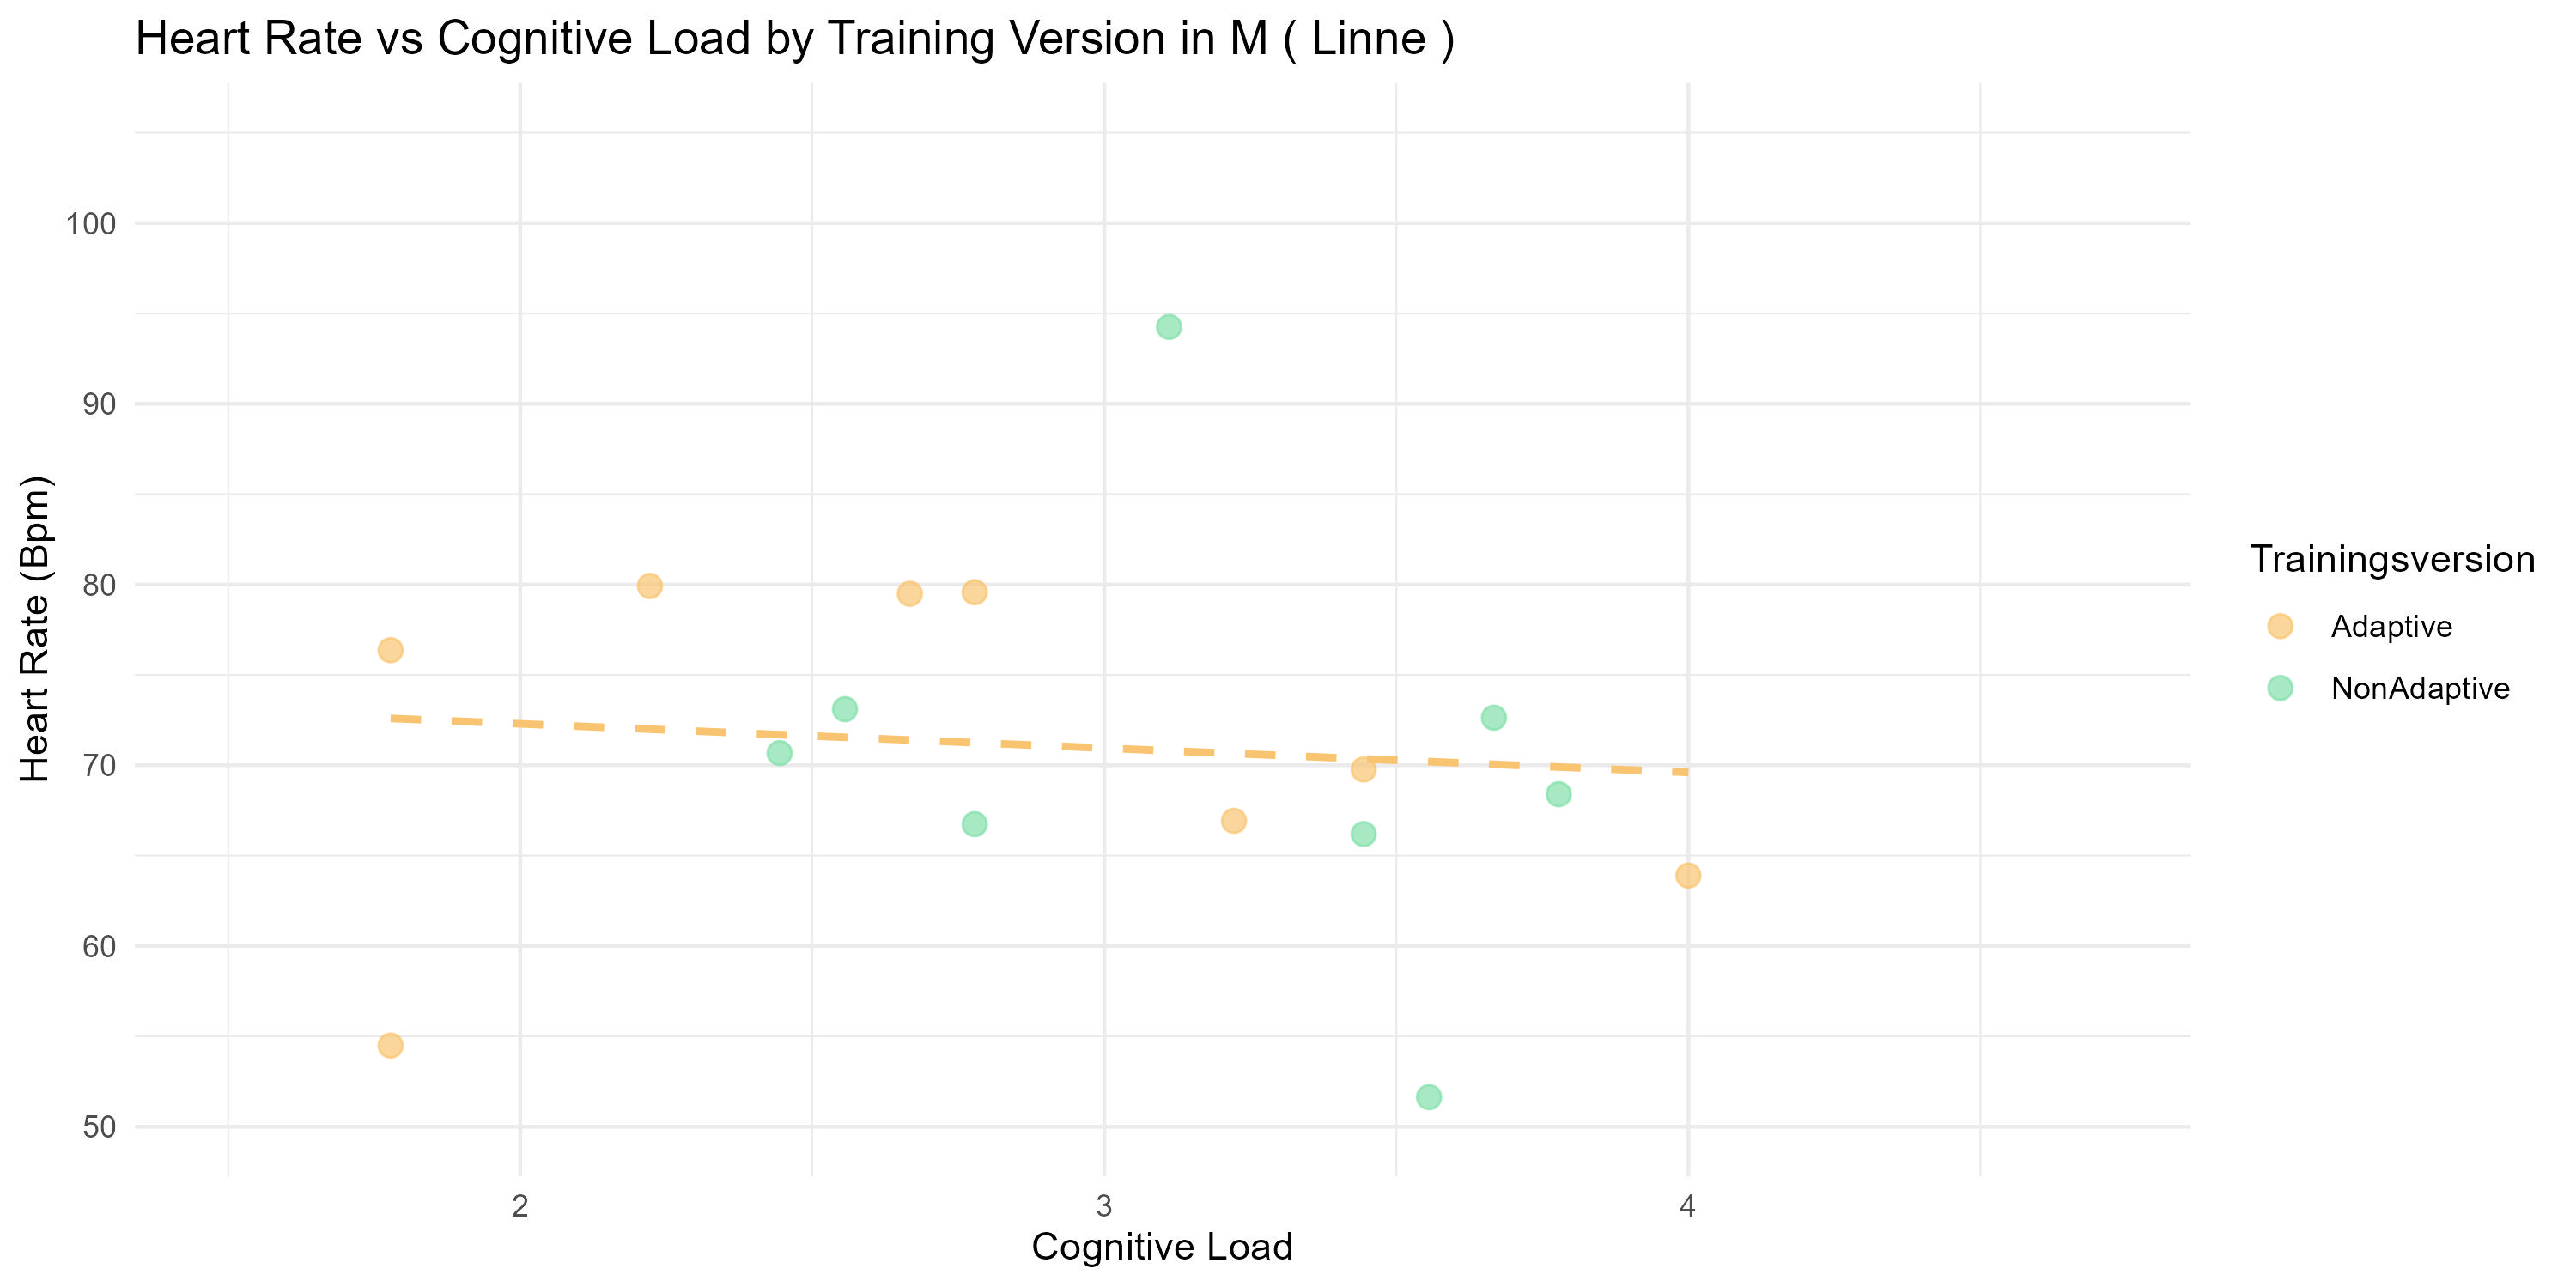 Heart Rate vs Cognitive Load by Training Version in M ( Linne )
Heart Rate (Bpm)
100
90
80
70
60
50
2
3
4
Cognitive Load
Trainingsversion
Adaptive
NonAdaptive